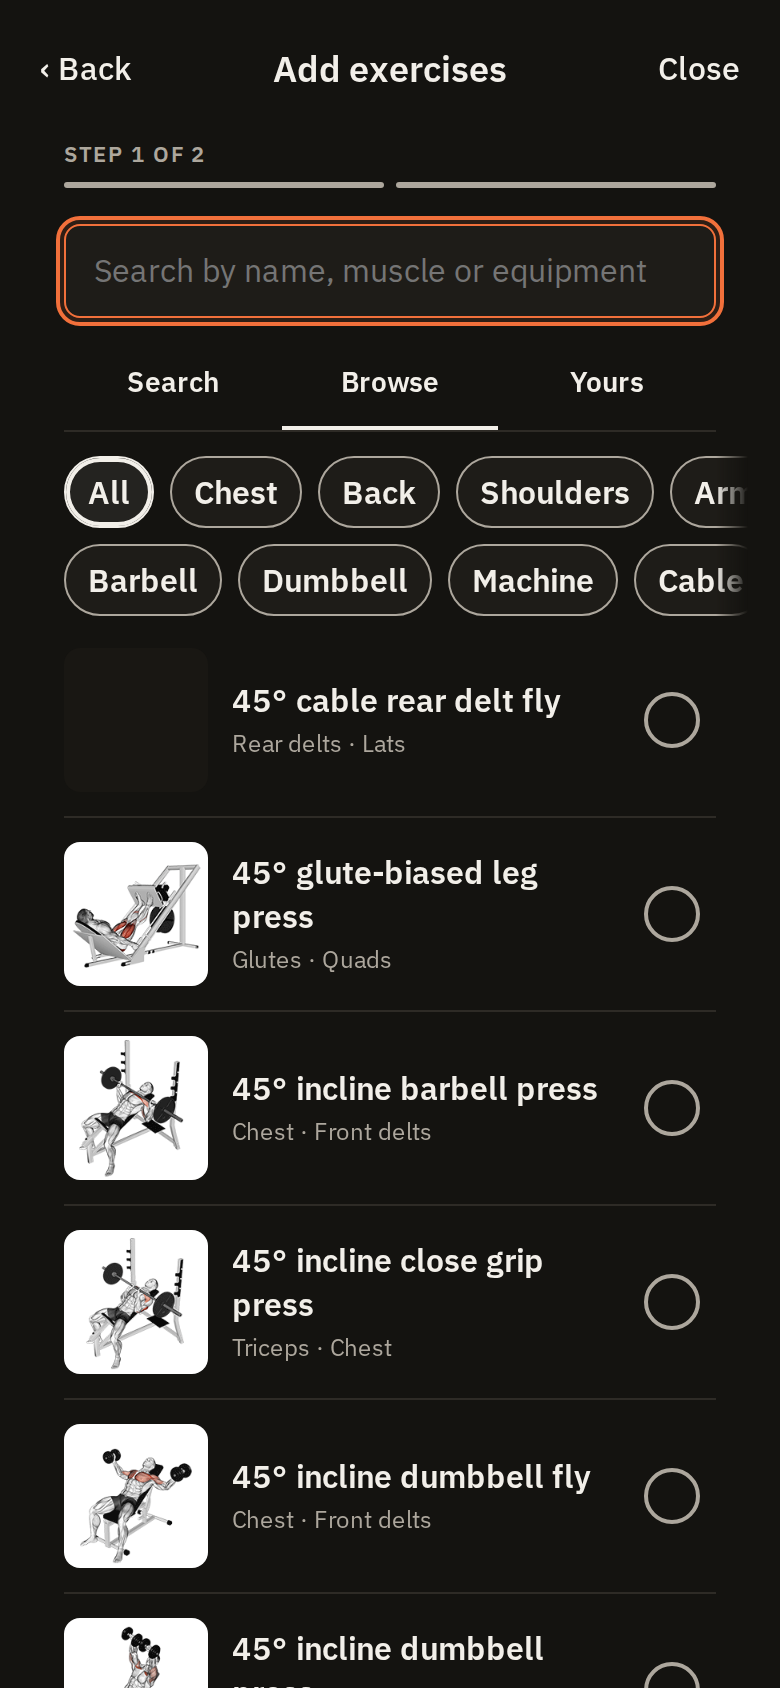 ‹ Back
Add exercises
Close
STEP 1 OF 2
Search by name, muscle or equipment
Search
Browse
Yours
All
Chest
Back
Shoulders
Barbell
Dumbbell
Machine
Cable
45° cable rear delt fly
Rear delts · Lats
45° glute-biased leg
press
Glutes · Quads
45° incline barbell press
Chest · Front delts
45° incline close grip
press
Triceps · Chest
45° incline dumbbell fly
Chest · Front delts
45° incline dumbbell